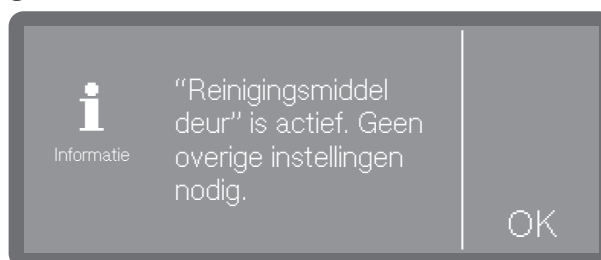 Informatie
"Reinigingsmiddel
deur" is actief. Geen
overige instellingen
nodig.
OK